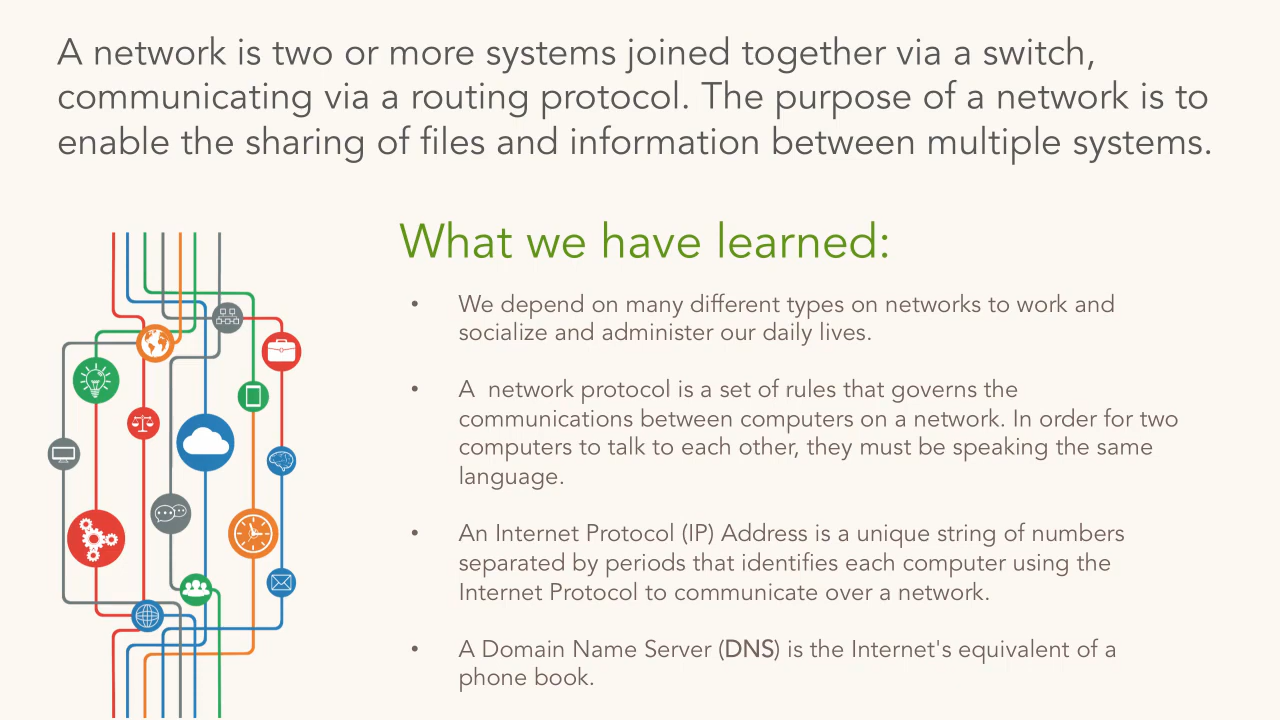 A network is two or more systems joined together via a switch,
communicating via a routing protocol. The purpose of a network is to
enable the sharing of files and information between multiple systems.
What we have learned:
• We depend on many different types on networks to work and
socialize and administer our daily lives.
• A  network protocol is a set of rules that governs the
communications between computers on a network. In order for two
computers to talk to each other, they must be speaking the same
language.
• An Internet Protocol (IP) Address is a unique string of numbers
separated by periods that identifies each computer using the
Internet Protocol to communicate over a network.
• A Domain Name Server (DNS) is the Internet's equivalent of a
phone book.